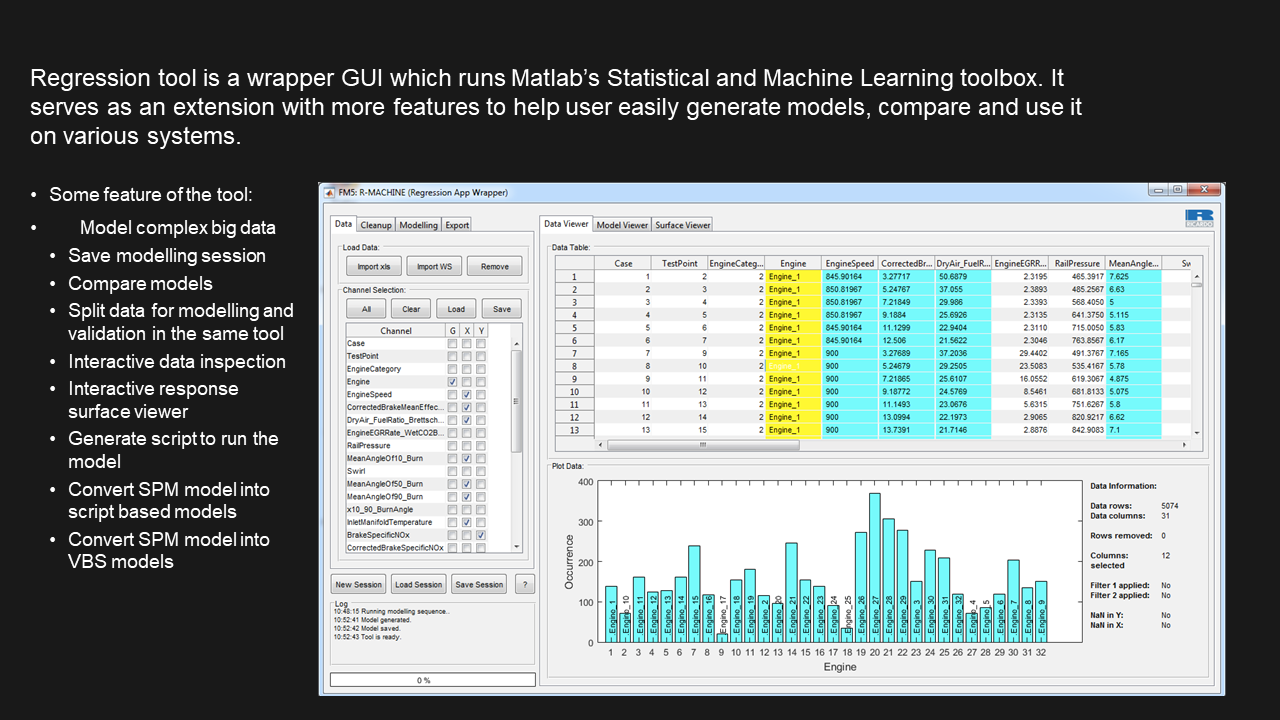 Regression tool is a wrapper GUI which runs Matlab’s Statistical and Machine Learning toolbox. It
serves as an extension with more features to help user easily generate models, compare and use it
on various systems.
• Some feature of the tool:
• Model complex big data
• Save modelling session
• Compare models
• Split data for modelling and
validation in the same tool
• Interactive data inspection
• Interactive response
surface viewer
• Generate script to run the
model
• Convert SPM model into
script based models
• Convert SPM model into
VBS models
FM5: R-MACHINE (Regression App Wrapper)
Data Cleanup Modelling Export
Load Data:
Import xls Import WS Remove
Channel Selection:
All Clear Load Save
Channel G X Y
Case
TestPoint
EngineCategory
Engine
EngineSpeed
CorrectedBrakeMeanEffec...
DryAir_FuelRatio_Brettsch...
EngineEGRRate_WetCO2B...
RailPressure
MeanAngleOf10_Burn
Swirl
MeanAngleOf50_Burn
MeanAngleOf90_Burn
x10_90_BurnAngle
InletManifoldTemperature
BrakeSpecificNOx
CorrectedBrakeSpecificNOx
New Session Load Session Save Session ?
Log
10:48:15 Running modelling sequence..
10:52:41 Model generated.
10:52:42 Model saved.
10:52:43 Tool is ready.
0 %
Data Viewer Model Viewer Surface Viewer
RICARDO
Data Table:
Case TestPoint EngineCateg... Engine EngineSpeed CorrectedBr... DryAir_FuelR... EngineEGRR... RailPressure MeanAngle... Sw
1 1 2 2 Engine_1 845.90164 3.27717 50.6879 2.3195 465.3917 7.625
2 2 3 2 Engine_1 850.81967 5.24767 37.055 2.3893 485.2567 6.63
3 3 4 2 Engine_1 850.81967 7.21849 29.986 2.3393 568.4050 5
4 4 5 2 Engine_1 850.81967 9.1884 25.6926 2.3135 641.3750 5.115
5 5 6 2 Engine_1 845.90164 11.1299 22.9404 2.3110 715.0050 5.83
6 6 7 2 Engine_1 845.90164 12.506 21.5622 2.3046 763.8567 6.17
7 7 9 2 Engine_1 900 3.27689 37.2036 29.4402 491.3767 7.165
8 8 10 2 Engine_1 900 5.24679 29.2505 23.5083 535.4167 5.78
9 9 11 2 Engine_1 900 7.21865 25.6107 16.0552 619.3067 4.875
10 10 12 2 Engine_1 900 9.18772 24.5769 8.5461 681.8133 5.075
11 11 13 2 Engine_1 900 11.1493 23.0676 5.6315 751.6267 5.8
12 12 14 2 Engine_1 900 13.0994 22.1973 2.9065 820.9217 6.62
13 13 15 2 Engine_1 900 13.7391 21.7146 2.8876 842.9083 7.1
Plot Data:
Occurrence
400
300
200
100
0
Engine_1 Engine_10 Engine_11 Engine_12 Engine_13 Engine_14 Engine_15 Engine_16 Engine_17 Engine_18 Engine_19 Engine_2 Engine_20 Engine_21 Engine_22 Engine_23 Engine_24 Engine_25 Engine_26 Engine_27 Engine_28 Engine_29 Engine_3 Engine_30 Engine_31 Engine_32 Engine_4 Engine_5 Engine_6 Engine_7 Engine_8 Engine_9
1 2 3 4 5 6 7 8 9 10 11 12 13 14 15 16 17 18 19 20 21 22 23 24 25 26 27 28 29 30 31 32
Engine
Data Information:
Data rows: 5074
Data columns: 31
Rows removed: 0
Columns: 12
selected
Filter 1 applied: No
Filter 2 applied: No
NaN in Y: No
NaN in X: No